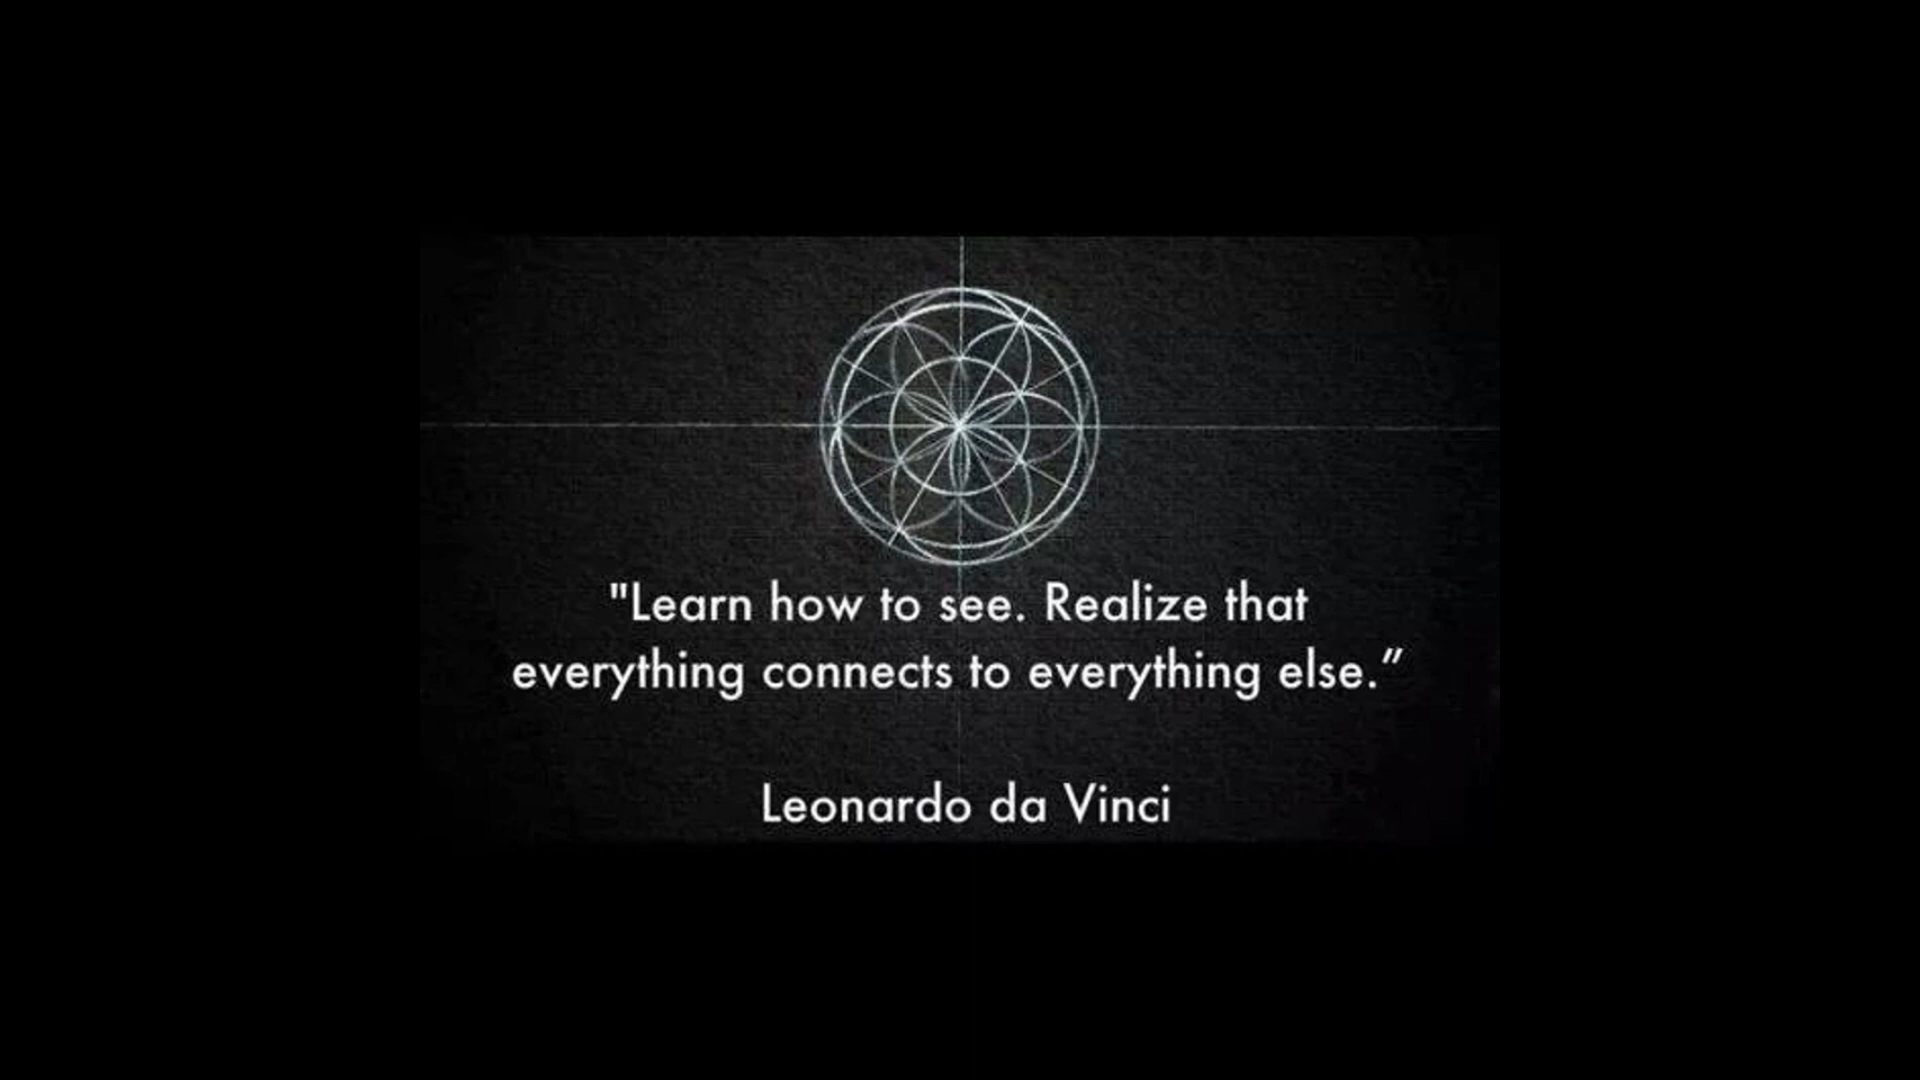 "Learn how to see. Realize that
everything connects to everything else.”
Leonardo da Vinci